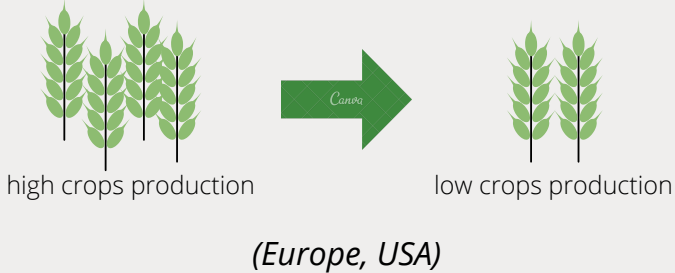 Canva
high crops production
low crops production
(Europe, USA)